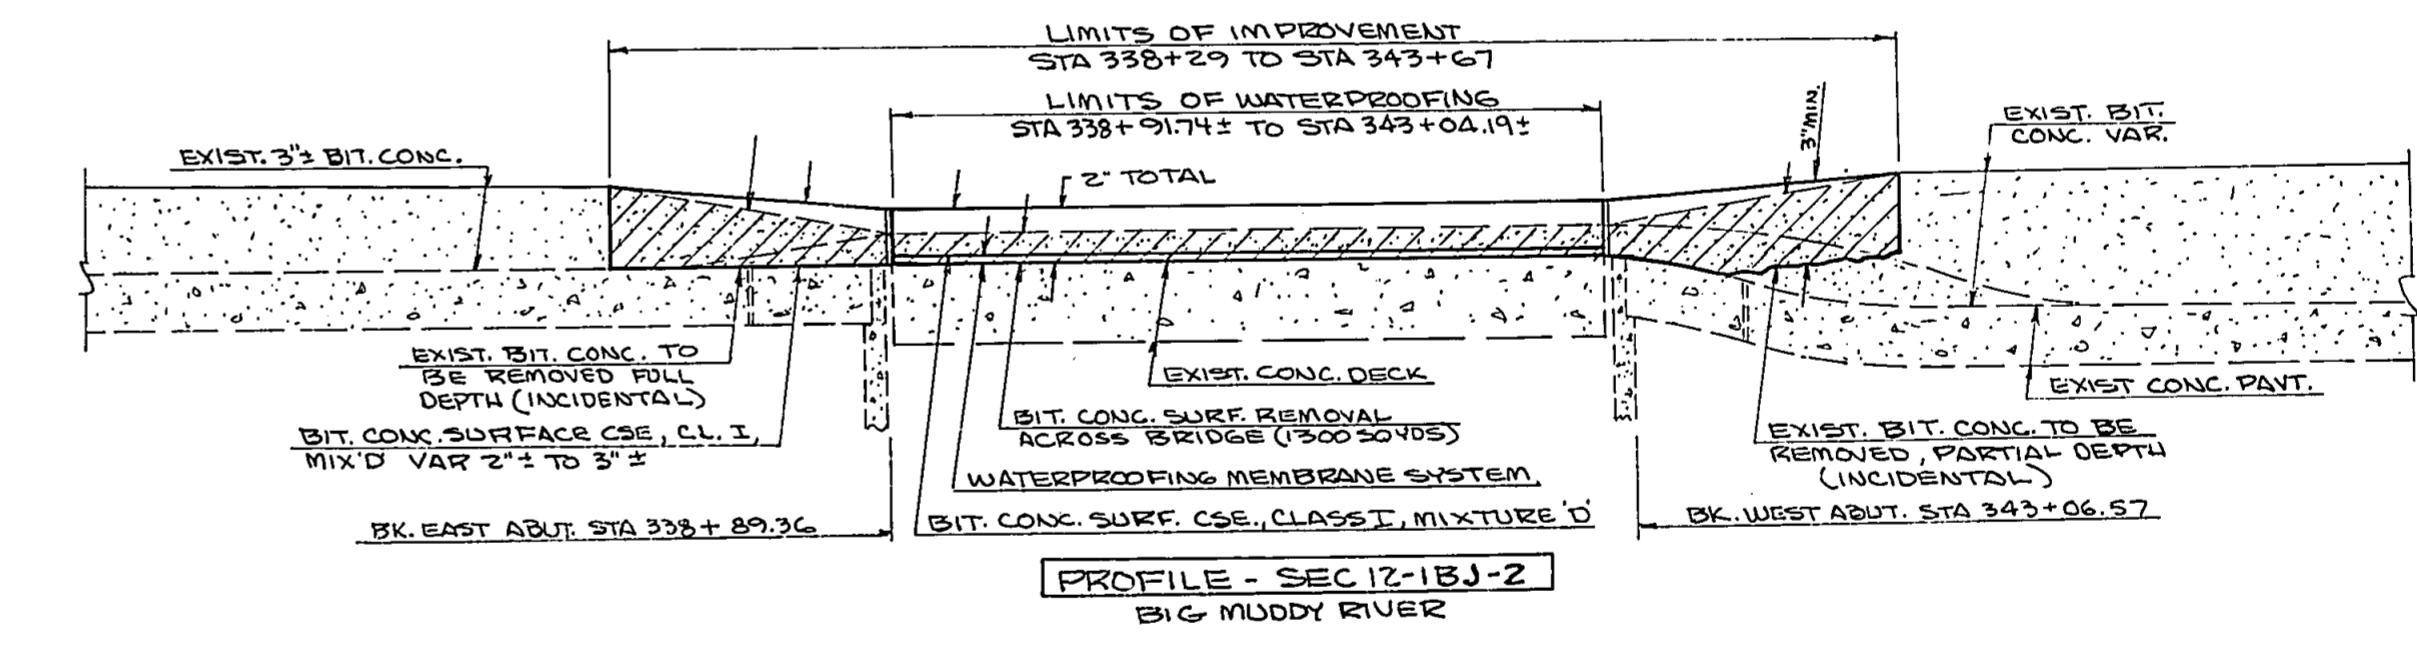 LIMITS OF IMPROVEMENT
STA 338+29 TO STA 343+67
LIMITS OF WATERPROOFING
STA 338+91.74± TO STA 343+04.19±
3" MIN.
EXIST. BIT.
CONC. VAR.
EXIST. 3"± BIT. CONC.
2" TOTAL
EXIST. BIT. CONC. TO
BE REMOVED FULL
DEPTH (INCIDENTAL)
BIT. CONC. SURFACE CSE, CL. I,
MIX'D VAR 2"± TO 3"±
EXIST. CONC. DECK
BIT. CONC. SURF. REMOVAL
ACROSS BRIDGE (1300 SQ YDS)
WATERPROOFING MEMBRANE SYSTEM.
BIT. CONC. SURF. CSE., CLASS I, MIXTURE 'D'
EXIST CONC. PAVT.
EXIST. BIT. CONC. TO BE
REMOVED, PARTIAL DEPTH
(INCIDENTAL)
BK. EAST ABUT. STA 338+89.36
BK. WEST ABUT. STA 343+06.57
PROFILE - SEC 12-1BJ-2
BIG MUDDY RIVER